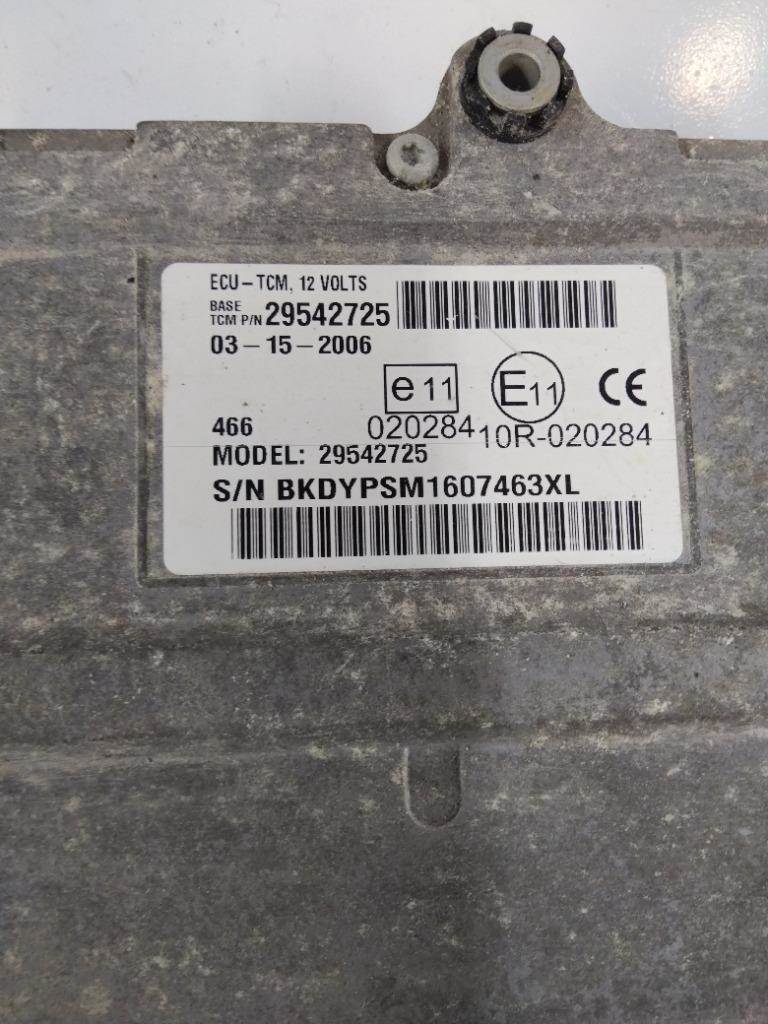 ECU-TCM, 12 VOLTS
BASE
TCM P/N 29542725
03-15-2006
e11 E11 CE
466 020284 10R-020284
MODEL: 29542725
S/N BKDYPSM1607463XL